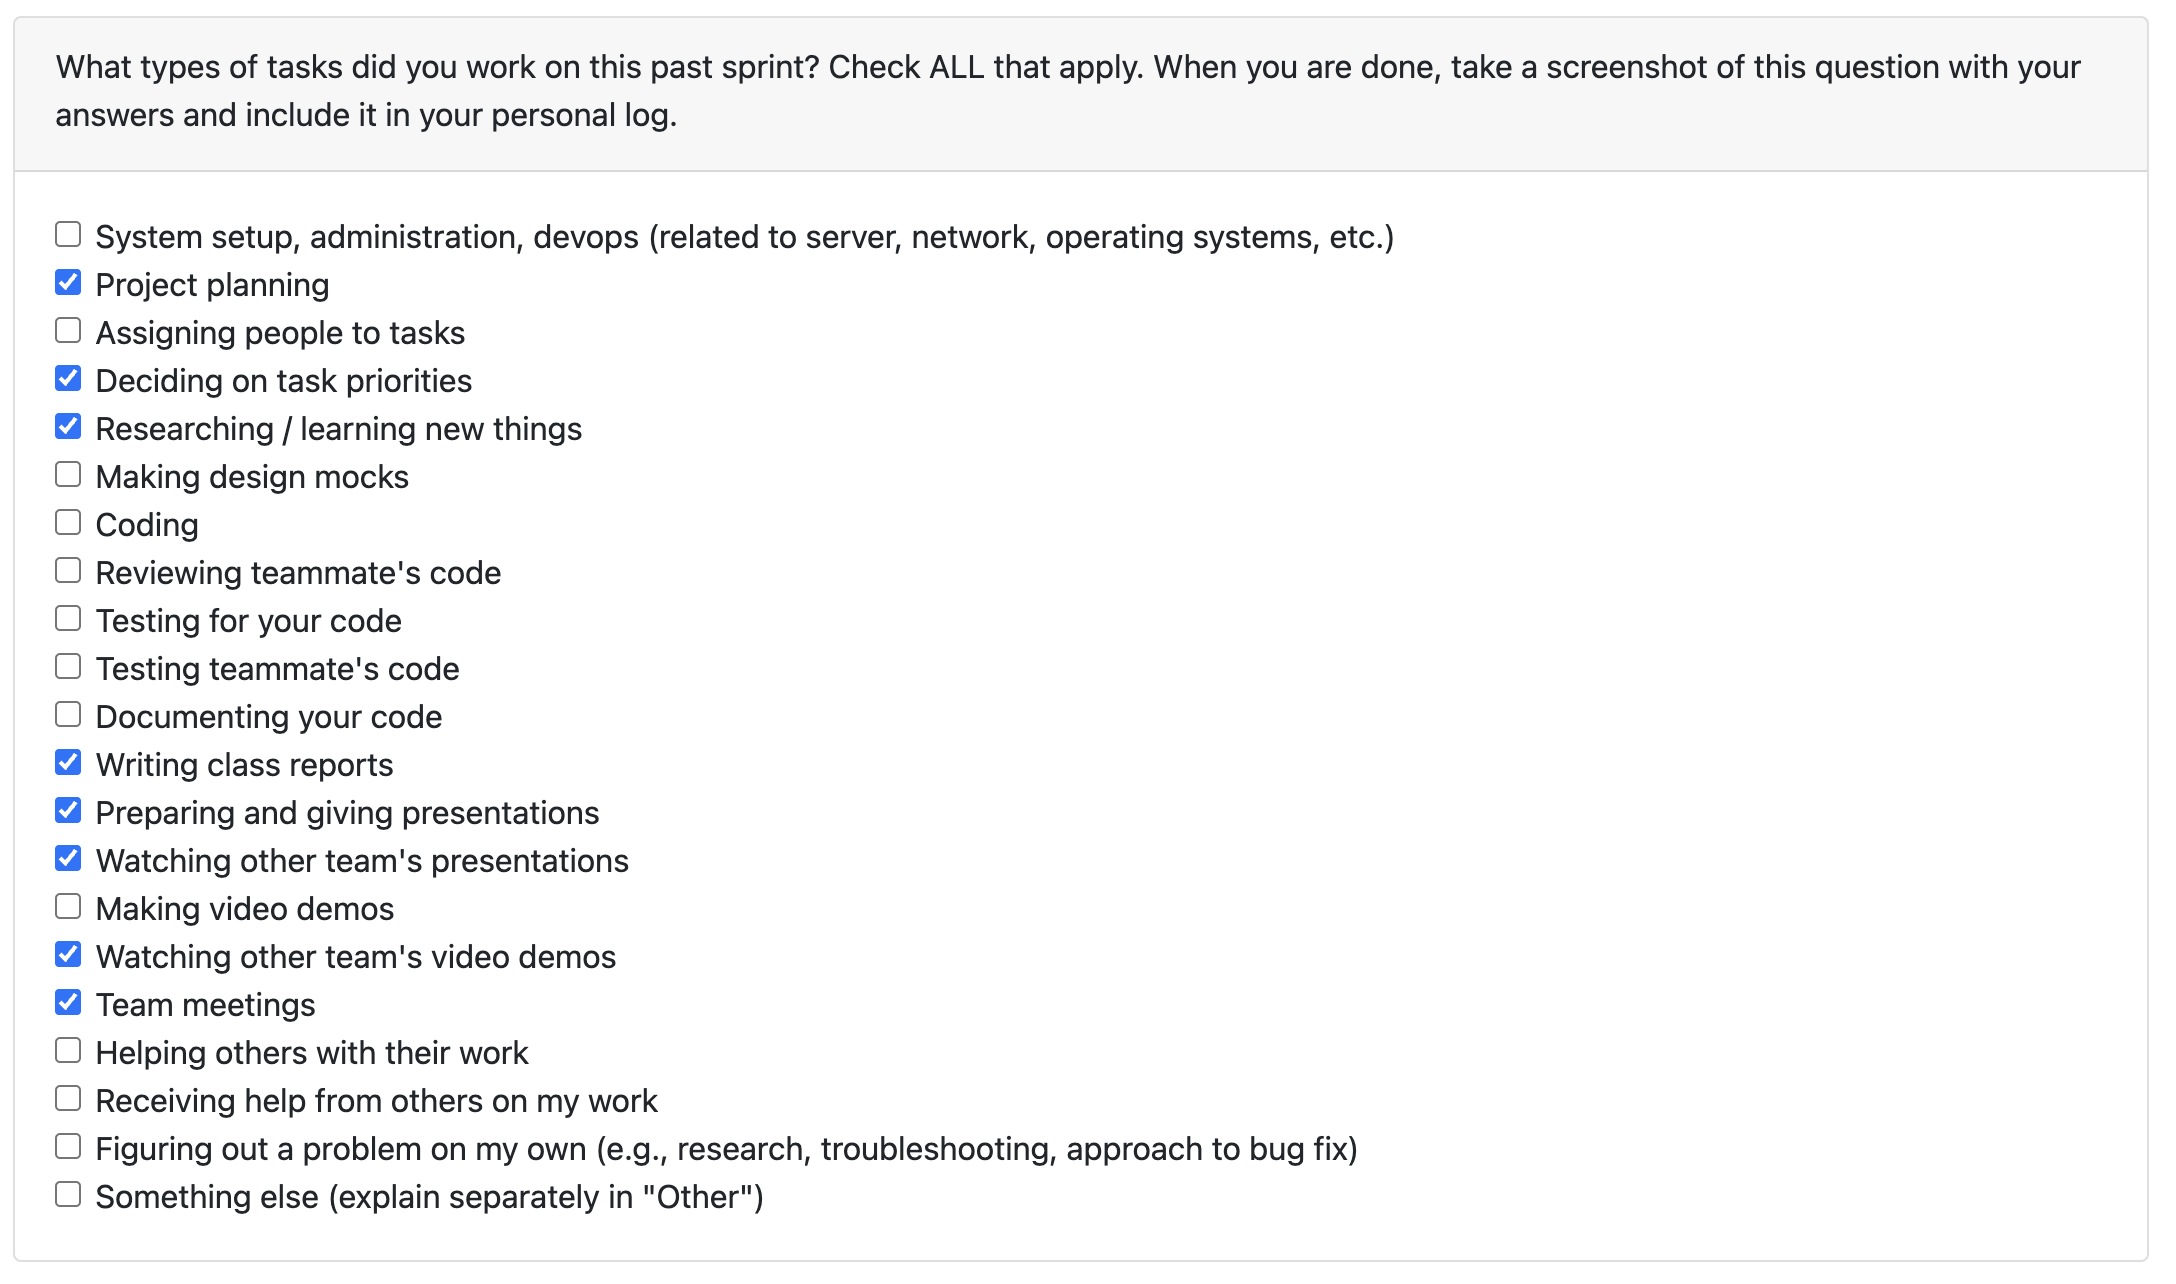 What types of tasks did you work on this past sprint? Check ALL that apply. When you are done, take a screenshot of this question with your
answers and include it in your personal log.
System setup, administration, devops (related to server, network, operating systems, etc.)
Project planning
Assigning people to tasks
Deciding on task priorities
Researching / learning new things
Making design mocks
Coding
Reviewing teammate's code
Testing for your code
Testing teammate's code
Documenting your code
Writing class reports
Preparing and giving presentations
Watching other team's presentations
Making video demos
Watching other team's video demos
Team meetings
Helping others with their work
Receiving help from others on my work
Figuring out a problem on my own (e.g., research, troubleshooting, approach to bug fix)
Something else (explain separately in "Other")